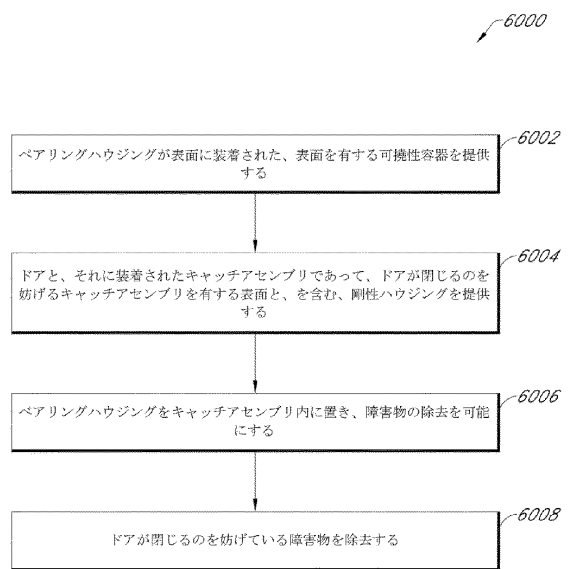 6000
6002
ベアリングハウジングが表面に装着された、表面を有する可撓性容器を提供
する
6004
ドアと、それに装着されたキャッチアセンブリであって、ドアが閉じるのを
妨げるキャッチアセンブリを有する表面と、を含む、剛性ハウジングを提供
する
6006
ベアリングハウジングをキャッチアセンブリ内に置き、障害物の除去を可能
にする
6008
ドアが閉じるのを妨げている障害物を除去する